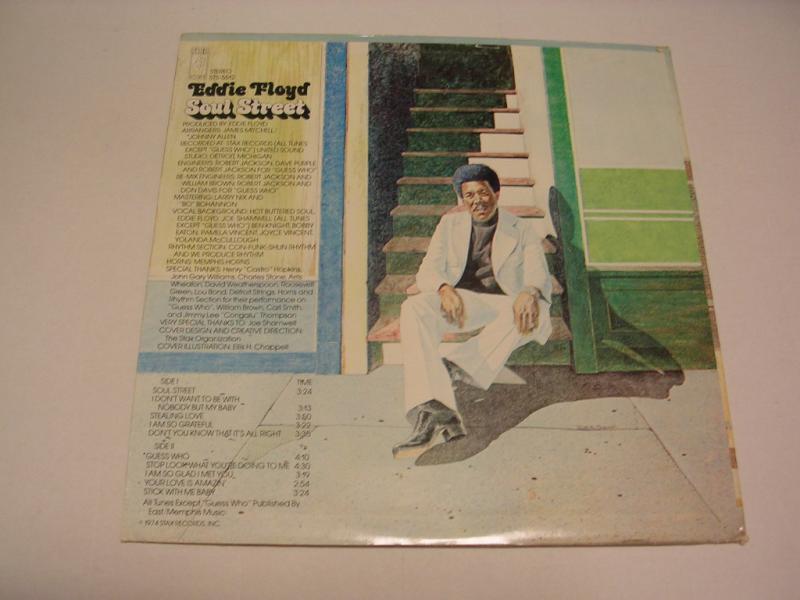 STEREO
STS-5512
Eddie Floyd
Soul Street
PRODUCED BY: EDDIE FLOYD
ARRANGERS: JAMES MITCHELL/
*JOHNNY ALLEN
RECORDED AT: STAX RECORDS (ALL TUNES
EXCEPT "GUESS WHO") UNITED SOUND
STUDIO, DETROIT, MICHIGAN
ENGINEERS: ROBERT JACKSON, DAVE PURPLE
AND ROBERT JACKSON FOR "GUESS WHO"
RE-MIX ENGINEERS: ROBERT JACKSON AND
WILLIAM BROWN; ROBERT JACKSON AND
DON DAVIS FOR "GUESS WHO"
MASTERING: LARRY NIX AND
"BO" BOHANNON
VOCAL BACKGROUND: HOT BUTTERED SOUL,
EDDIE FLOYD, JOE SHAMWELL (ALL TUNES
EXCEPT "GUESS WHO") BEN KNIGHT, BOBBY
EATON, PAMELA VINCENT, JOYCE VINCENT,
YOLANDA McCULLOUGH
RHYTHM SECTION: CON-FUNK-SHUN RHYTHM
AND WE PRODUCE RHYTHM
HORNS: MEMPHIS HORNS
SPECIAL THANKS: Henry "Castro" Hopkins,
John Gary Williams, Charles Stone, Arris
Wheaton, David Weatherspoon, Roosevelt
Green, Lou Bond, Detroit Strings, Horns and
Rhythm Section for their performance on
"Guess Who", William Brown, Carl Smith,
and Jimmy Lee "Congalu" Thompson
VERY SPECIAL THANKS TO: Joe Shamwell
COVER DESIGN AND CREATIVE DIRECTION:
The Stax Organization
COVER ILLUSTRATION: Ellis H. Chappell
SIDE I TIME
SOUL STREET 3:24
I DON'T WANT TO BE WITH
NOBODY BUT MY BABY 3:13
STEALING LOVE 3:50
I AM SO GRATEFUL 3:22
DON'T YOU KNOW THAT IT'S ALL RIGHT 3:35
SIDE II
*GUESS WHO 4:10
STOP LOOK WHAT YOU'RE DOING TO ME 4:30
I AM SO GLAD I MET YOU 3:19
YOUR LOVE IS AMAZIN' 2:54
STICK WITH ME BABY 3:24
All Tunes Except, "Guess Who" Published By
East/Memphis Music
© 1974 STAX RECORDS, INC.